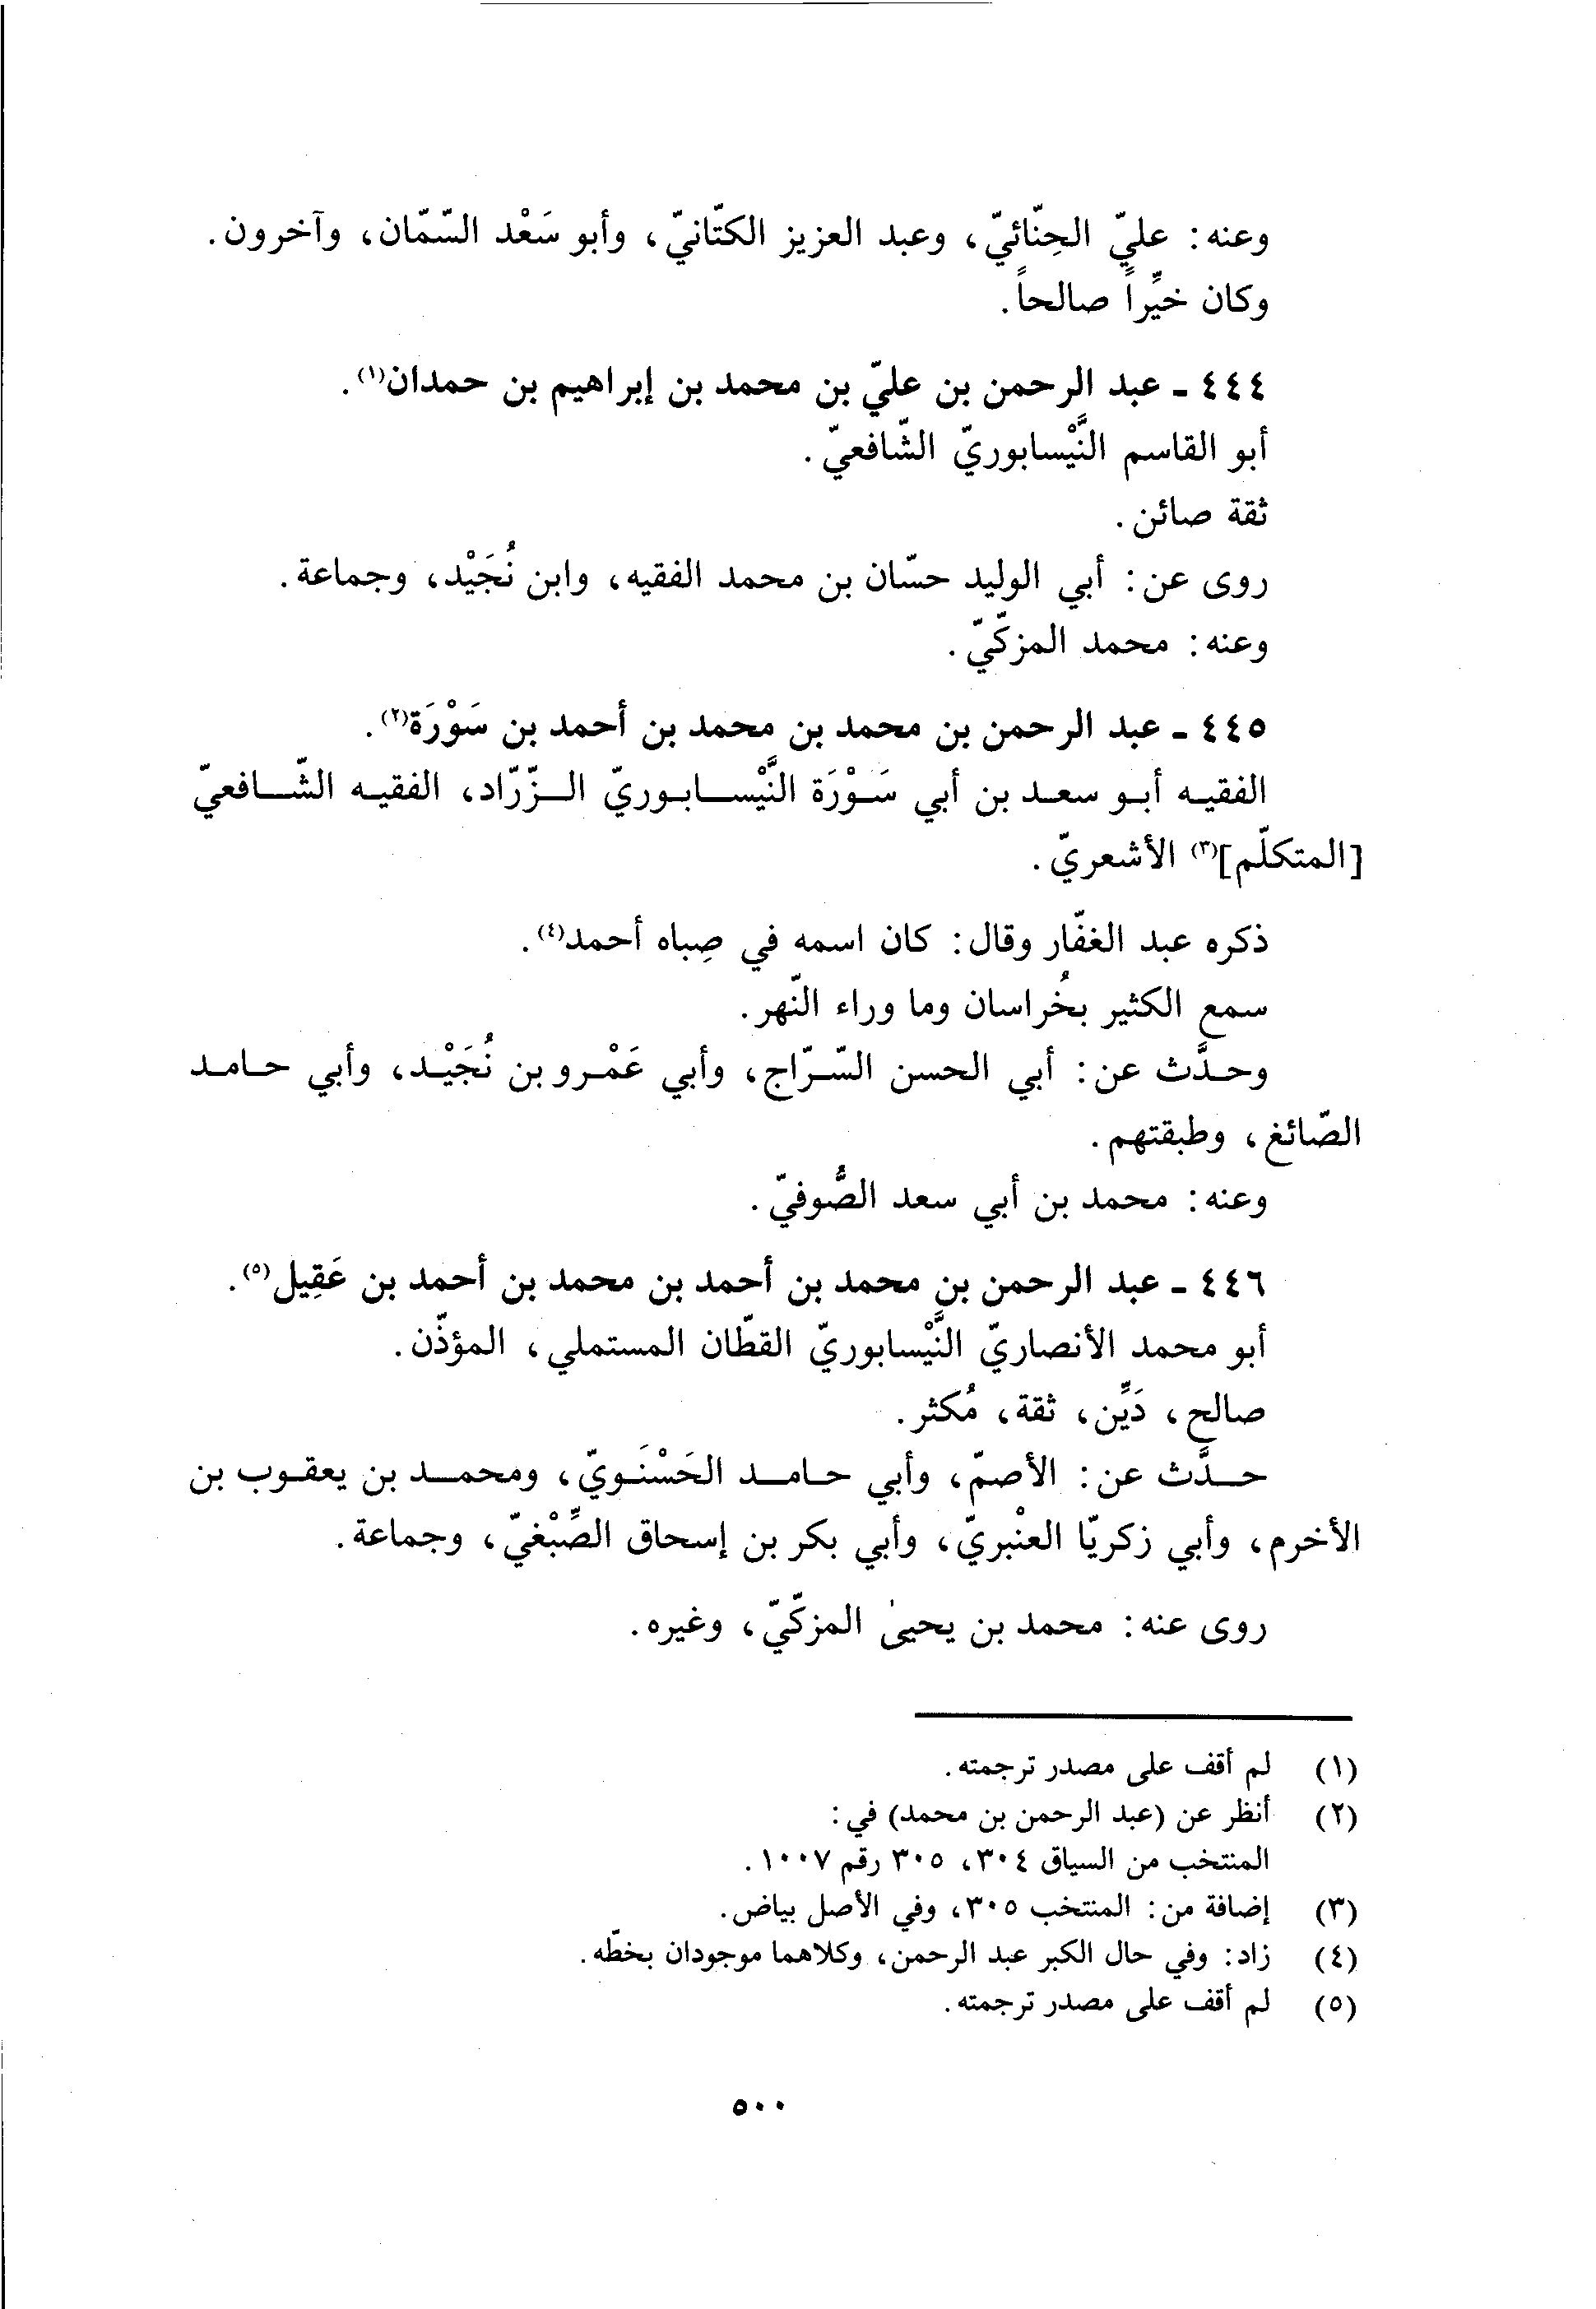 وعنه: عليّ الحِنّائيّ، وعبد العزيز الكتّانيّ، وأبو سَعْد السّمّان، وآخرون.
وكان خيِّراً صالحاً.
٤٤٤ ـ عبد الرحمن بن عليّ بن محمد بن إبراهيم بن حمدان(١).
أبو القاسم النَّيْسابوريّ الشّافعيّ.
ثقة صائن.
روى عن: أبي الوليد حسّان بن محمد الفقيه، وابن نُجَيْد، وجماعة.
وعنه: محمد المزكّيّ.
٤٤٥ ـ عبد الرحمن بن محمد بن محمد بن أحمد بن سَوْرَة(٢).
الفقيه أبو سعد بن أبي سَوْرَة النَّيْسابوريّ الزّرّاد، الفقيه الشّافعيّ
[المتكلّم](٣) الأشعريّ.
ذكره عبد الغفّار وقال: كان اسمه في صِباه أحمد(٤).
سمع الكثير بخُراسان وما وراء النّهر.
وحدَّث عن: أبي الحسن السّرّاج، وأبي عَمْرو بن نُجَيْد، وأبي حامد
الصّائغ، وطبقتهم.
وعنه: محمد بن أبي سعد الصُّوفيّ.
٤٤٦ ـ عبد الرحمن بن محمد بن أحمد بن محمد بن أحمد بن عَقِيل(٥).
أبو محمد الأنصاريّ النَّيْسابوريّ القطّان المستملي، المؤذّن.
صالح، دَيِّن، ثقة، مُكثر.
حدَّث عن: الأصمّ، وأبي حامد الحَسْنَويّ، ومحمد بن يعقوب بن
الأخرم، وأبي زكريّا العنْبريّ، وأبي بكر بن إسحاق الصِّبْغيّ، وجماعة.
روى عنه: محمد بن يحيىٰ المزكّيّ، وغيره.
(١) لم أقف على مصدر ترجمته.
(٢) أنظر عن (عبد الرحمن بن محمد) في:
المنتخب من السياق ٣٠٤، ٣٠٥ رقم ١٠٠٧.
(٣) إضافة من: المنتخب ٣٠٥، وفي الأصل بياض.
(٤) زاد: وفي حال الكبر عبد الرحمن، وكلاهما موجودان بخطّه.
(٥) لم أقف على مصدر ترجمته.
٥٠٠